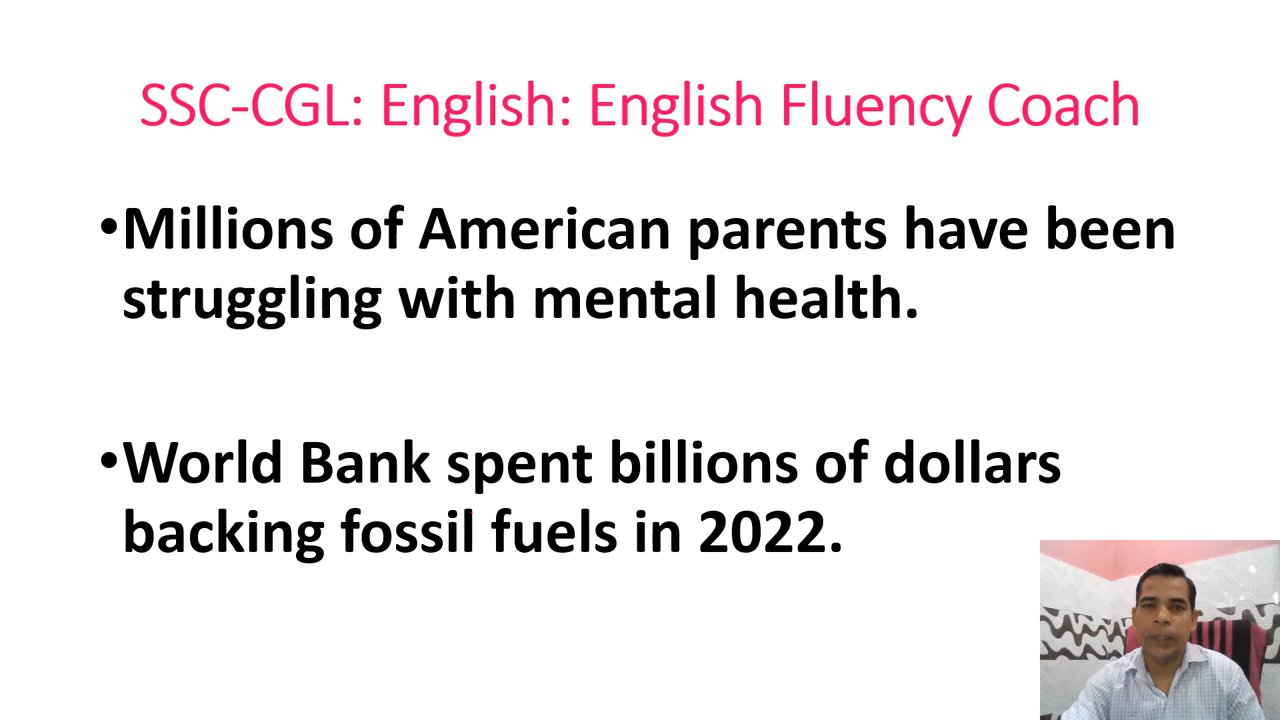 SSC-CGL: English: English Fluency Coach
•Millions of American parents have been
struggling with mental health.
•World Bank spent billions of dollars
backing fossil fuels in 2022.